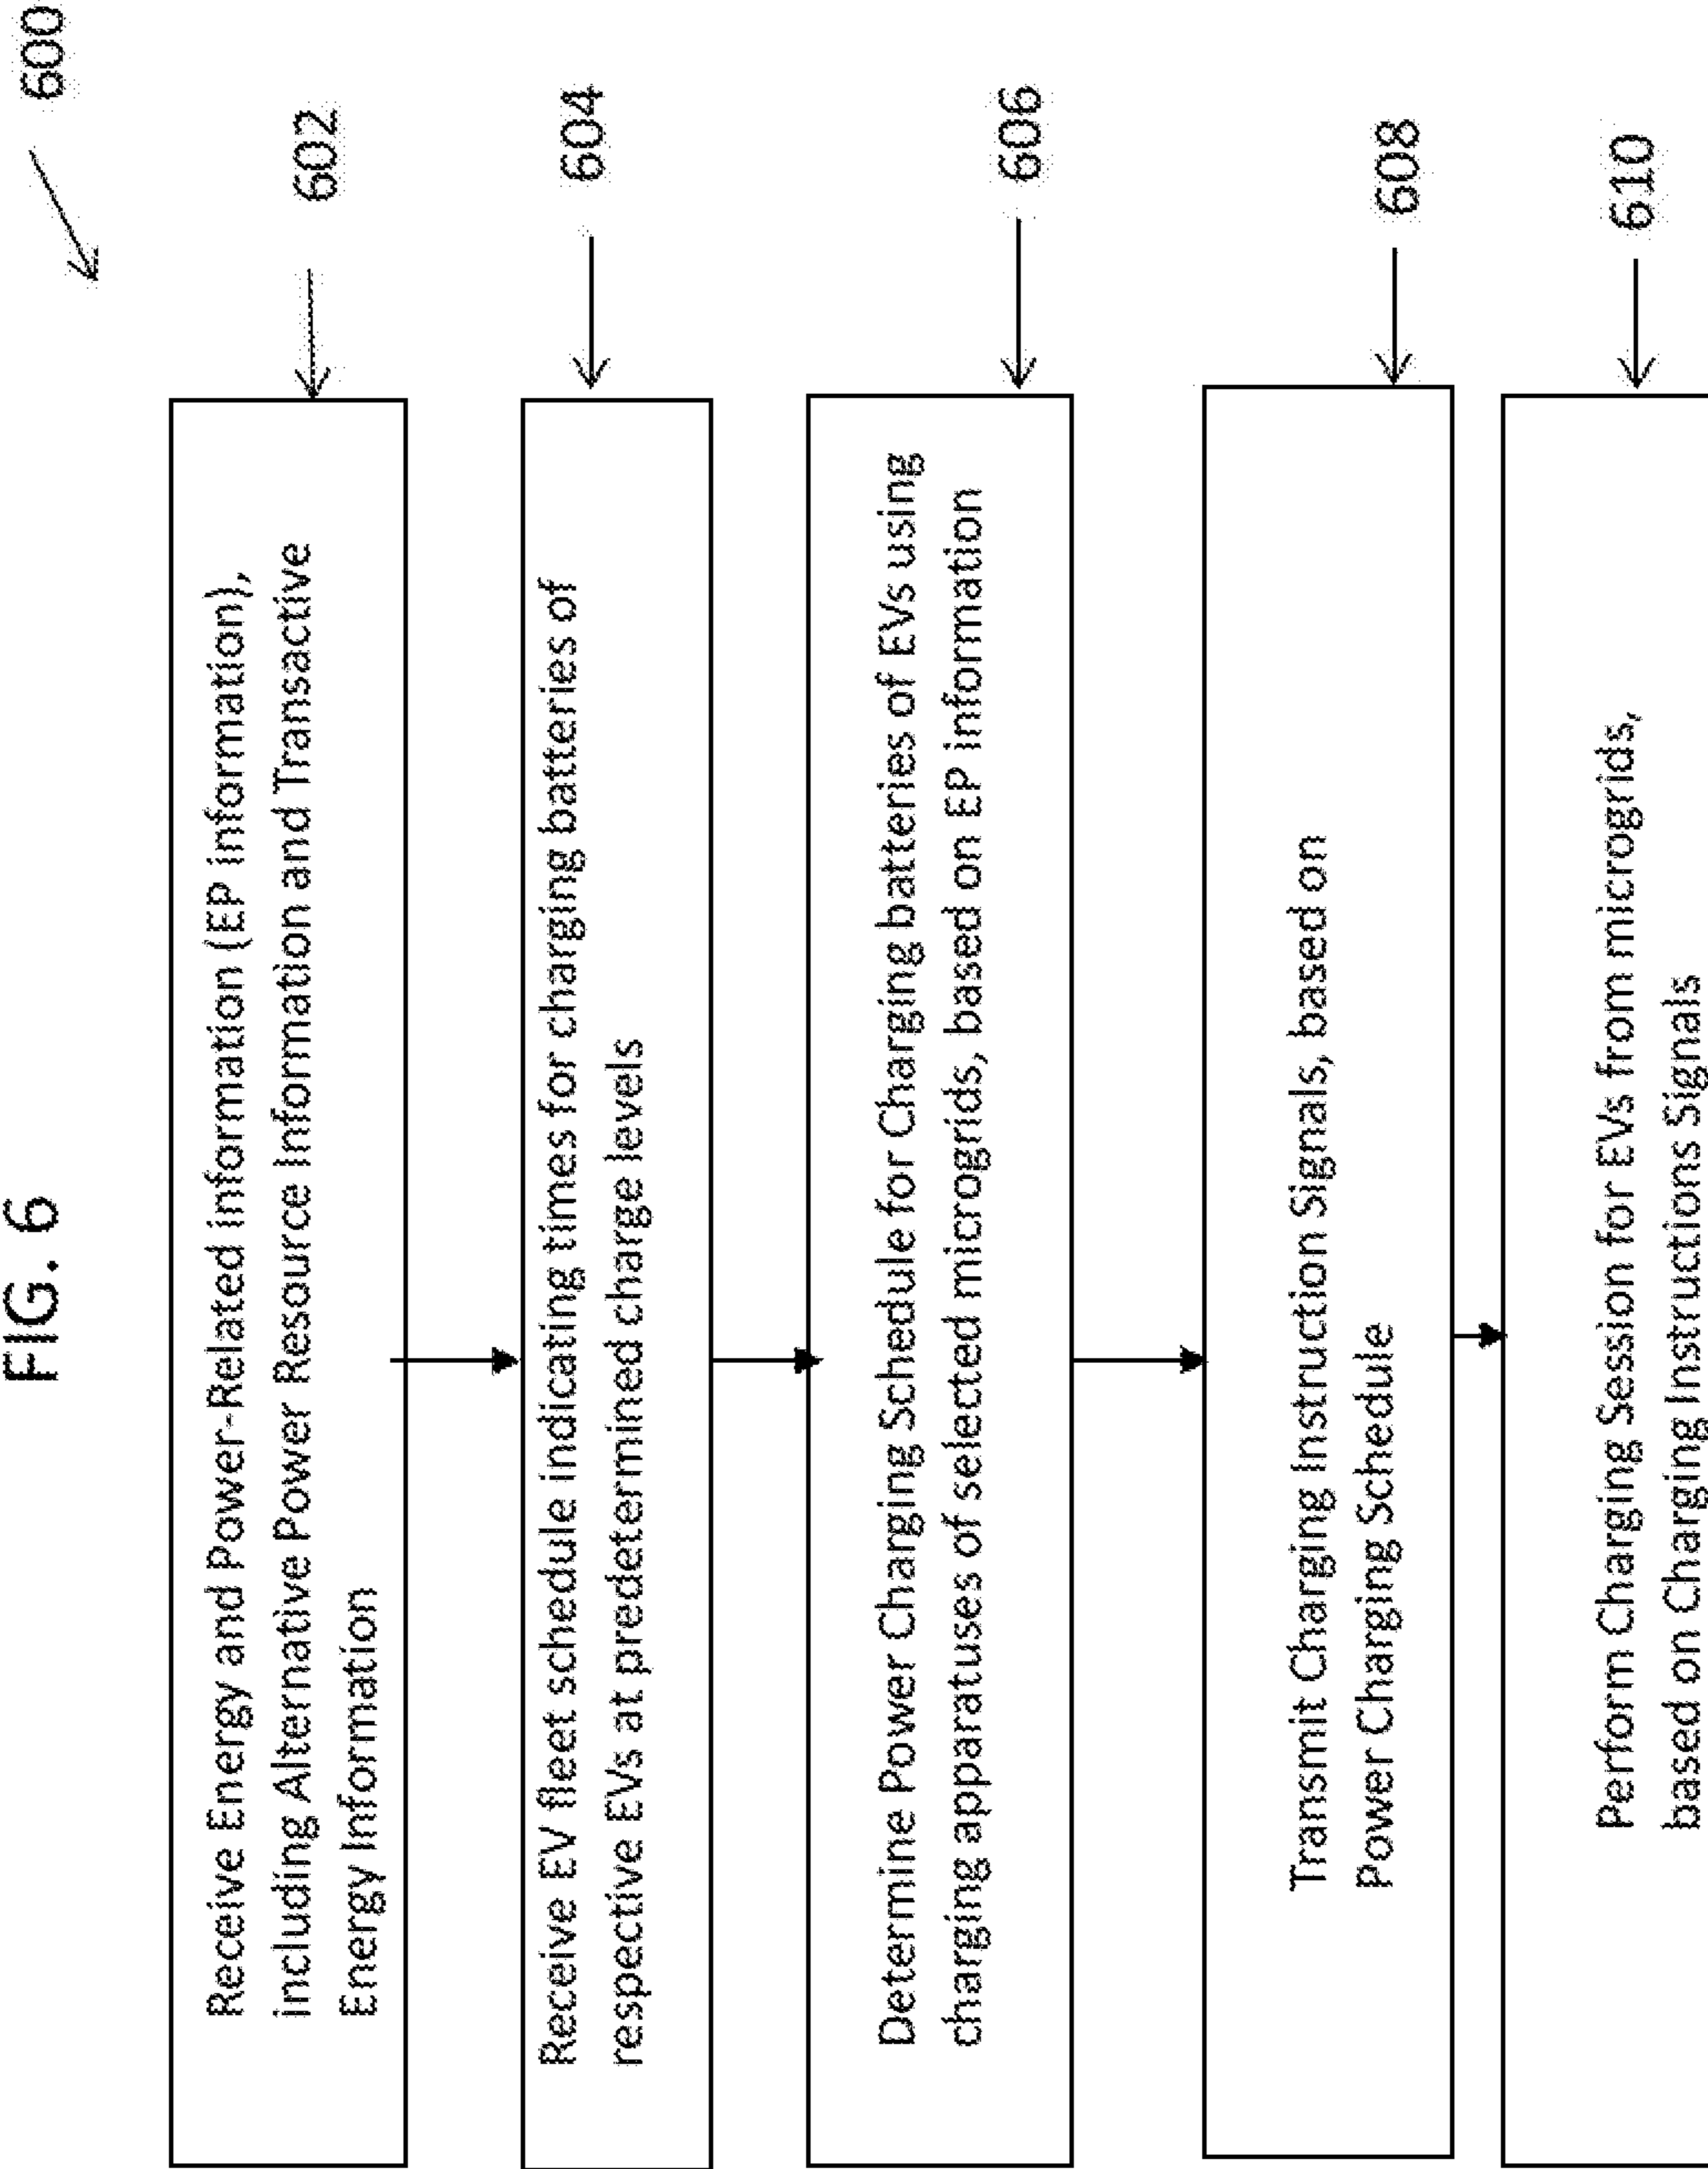 FIG. 6
600
Receive Energy and Power-Related information (EP information),
including Alternative Power Resource Information and Transactive
Energy Information
602
Receive EV fleet schedule indicating times for charging batteries of
respective EVs at predetermined charge levels
604
Determine Power Charging Schedule for Charging batteries of EVs using
charging apparatuses of selected microgrids, based on EP information
606
Transmit Charging Instruction Signals, based on
Power Charging Schedule
608
Perform Charging Session for EVs from microgrids,
based on Charging Instructions Signals
610